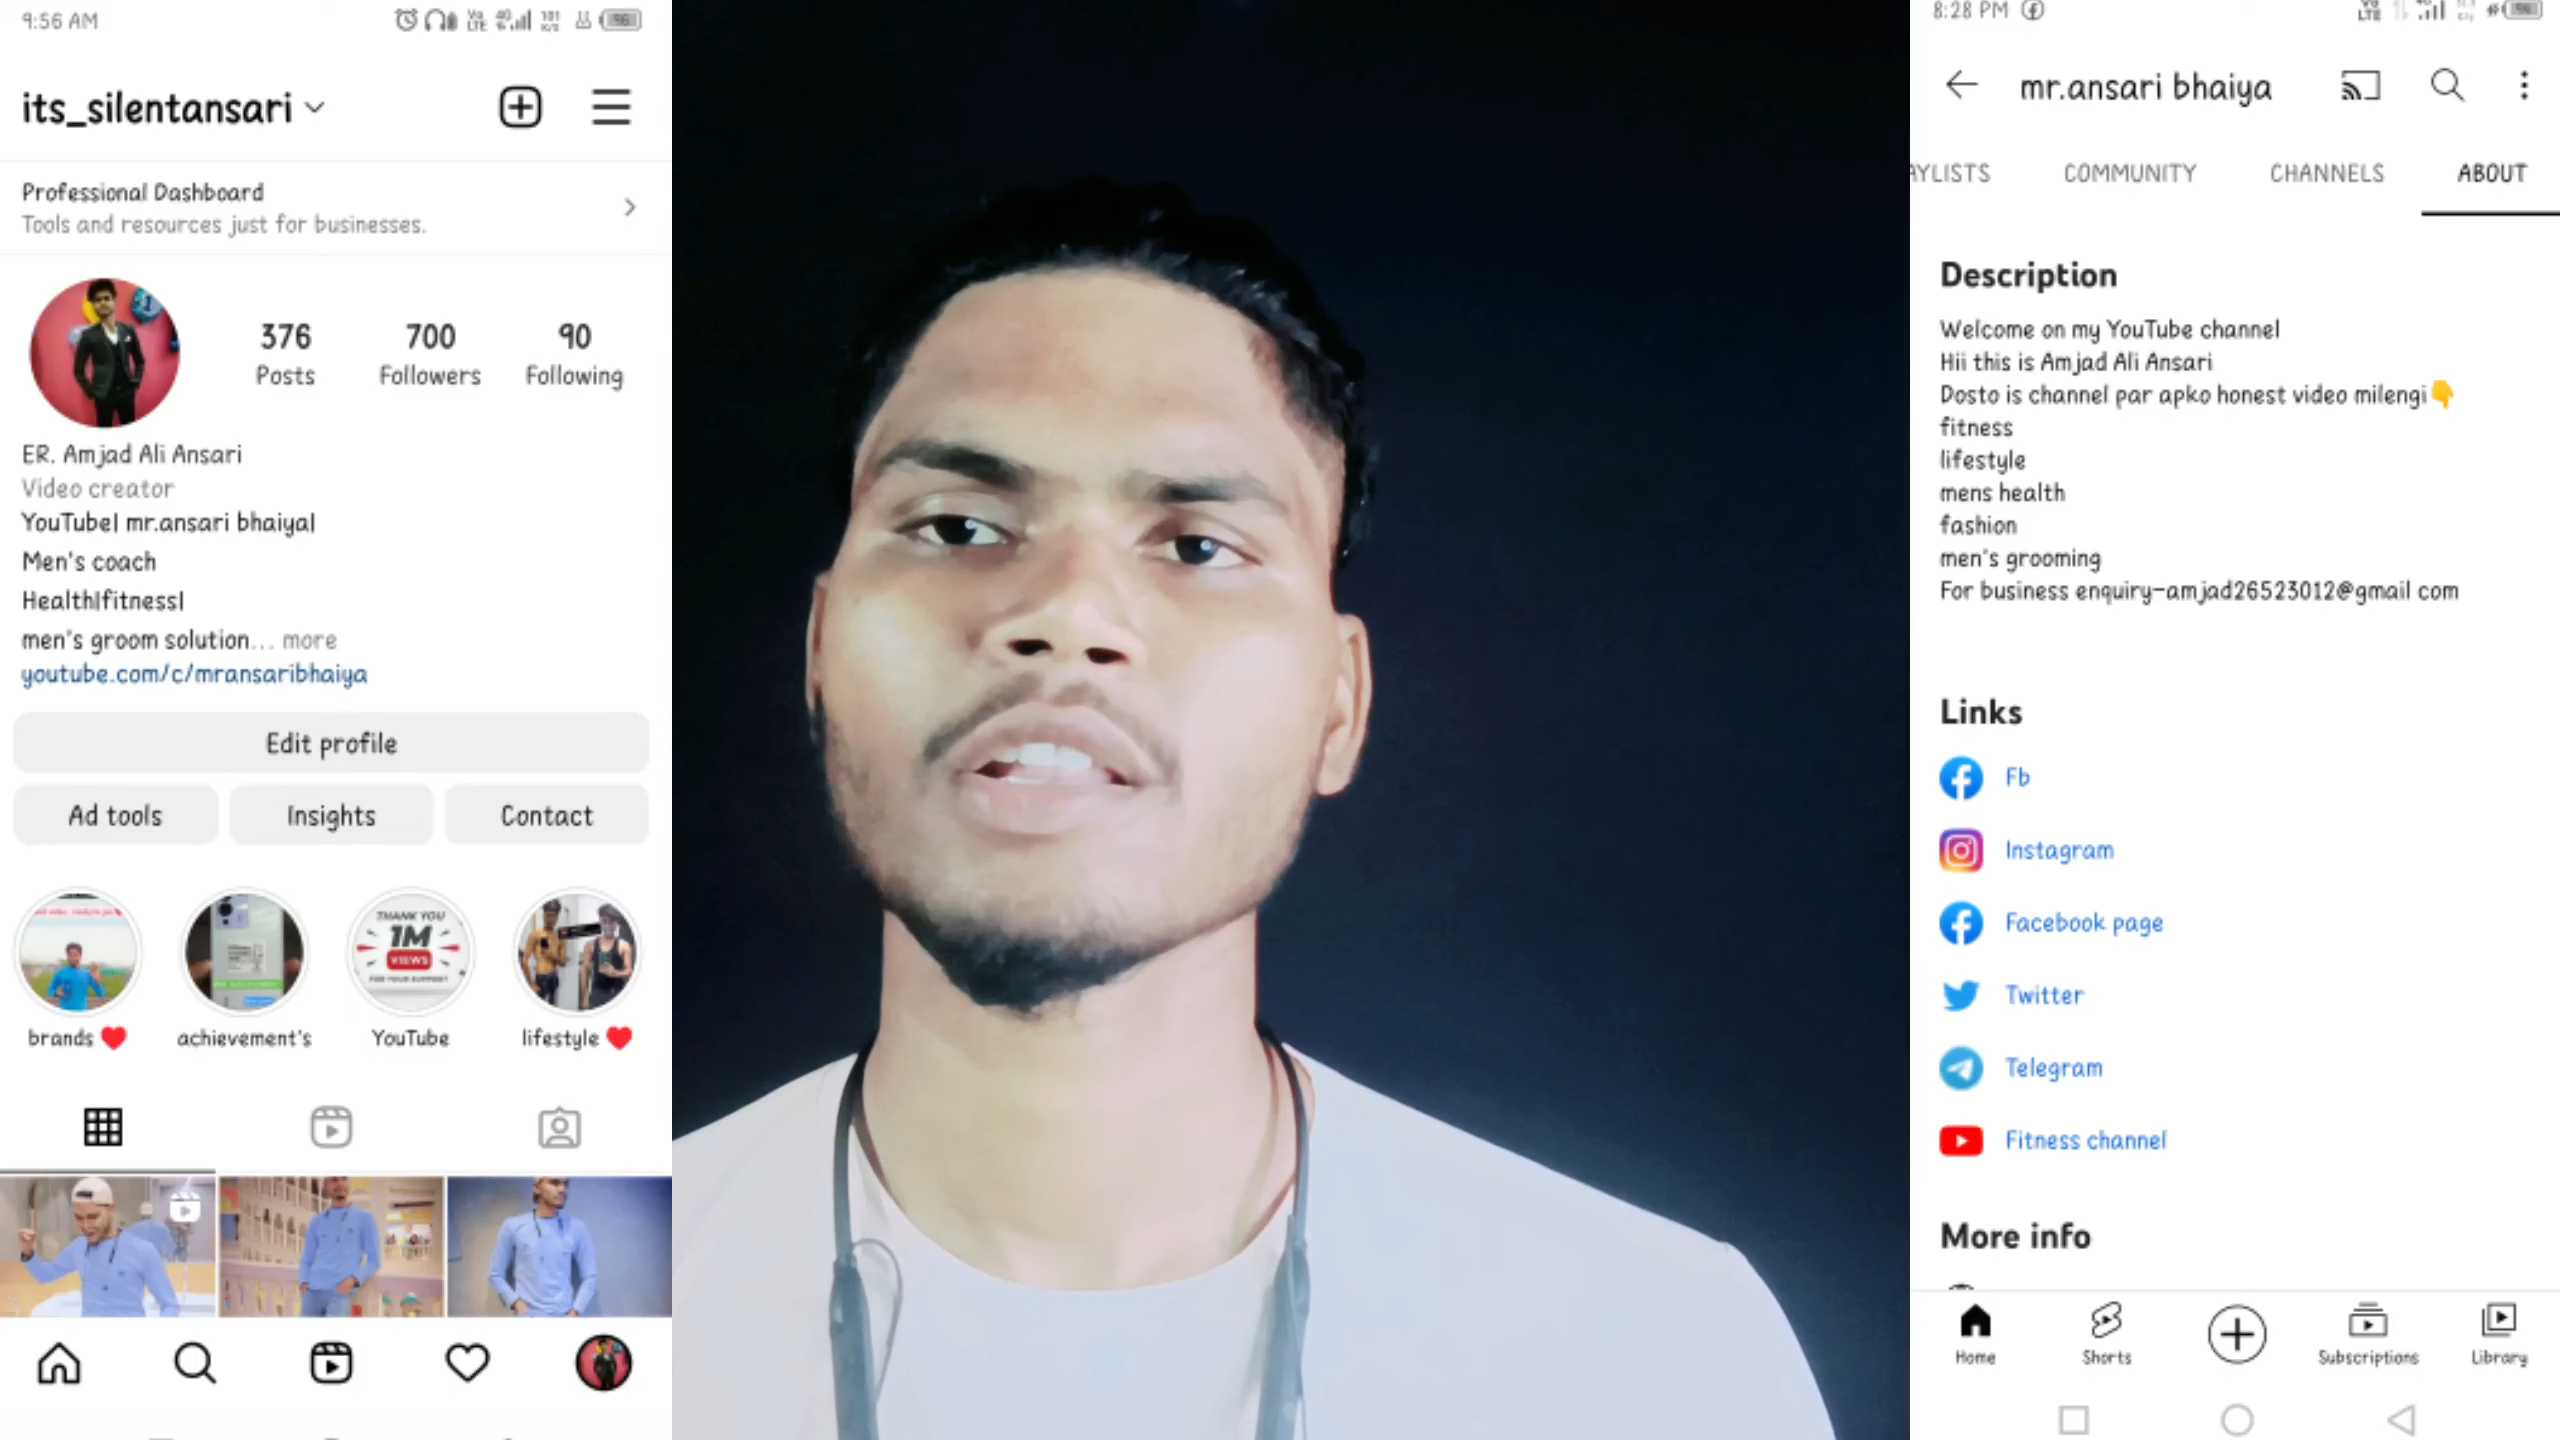 9:56 AM
96
its_silentansari
Professional Dashboard
Tools and resources just for businesses.
376
Posts
700
Followers
90
Following
ER. Amjad Ali Ansari
Video creator
YouTube| mr.ansari bhaiya|
Men's coach
Health|fitness|
men's groom solution... more
youtube.com/c/mransaribhaiya
Edit profile
Ad tools
Insights
Contact
THANK YOU
1M
VIEWS
FOR YOUR SUPPORT
brands ❤️
achievement's
YouTube
lifestyle ❤️
8:28 PM
mr.ansari bhaiya
AYLISTS
COMMUNITY
CHANNELS
ABOUT
Description
Welcome on my YouTube channel
Hii this is Amjad Ali Ansari
Dosto is channel par apko honest video milengi👇
fitness
lifestyle
mens health
fashion
men's grooming
For business enquiry-amjad26523012@gmail com
Links
Fb
Instagram
Facebook page
Twitter
Telegram
Fitness channel
More info
Home
Shorts
Subscriptions
Library